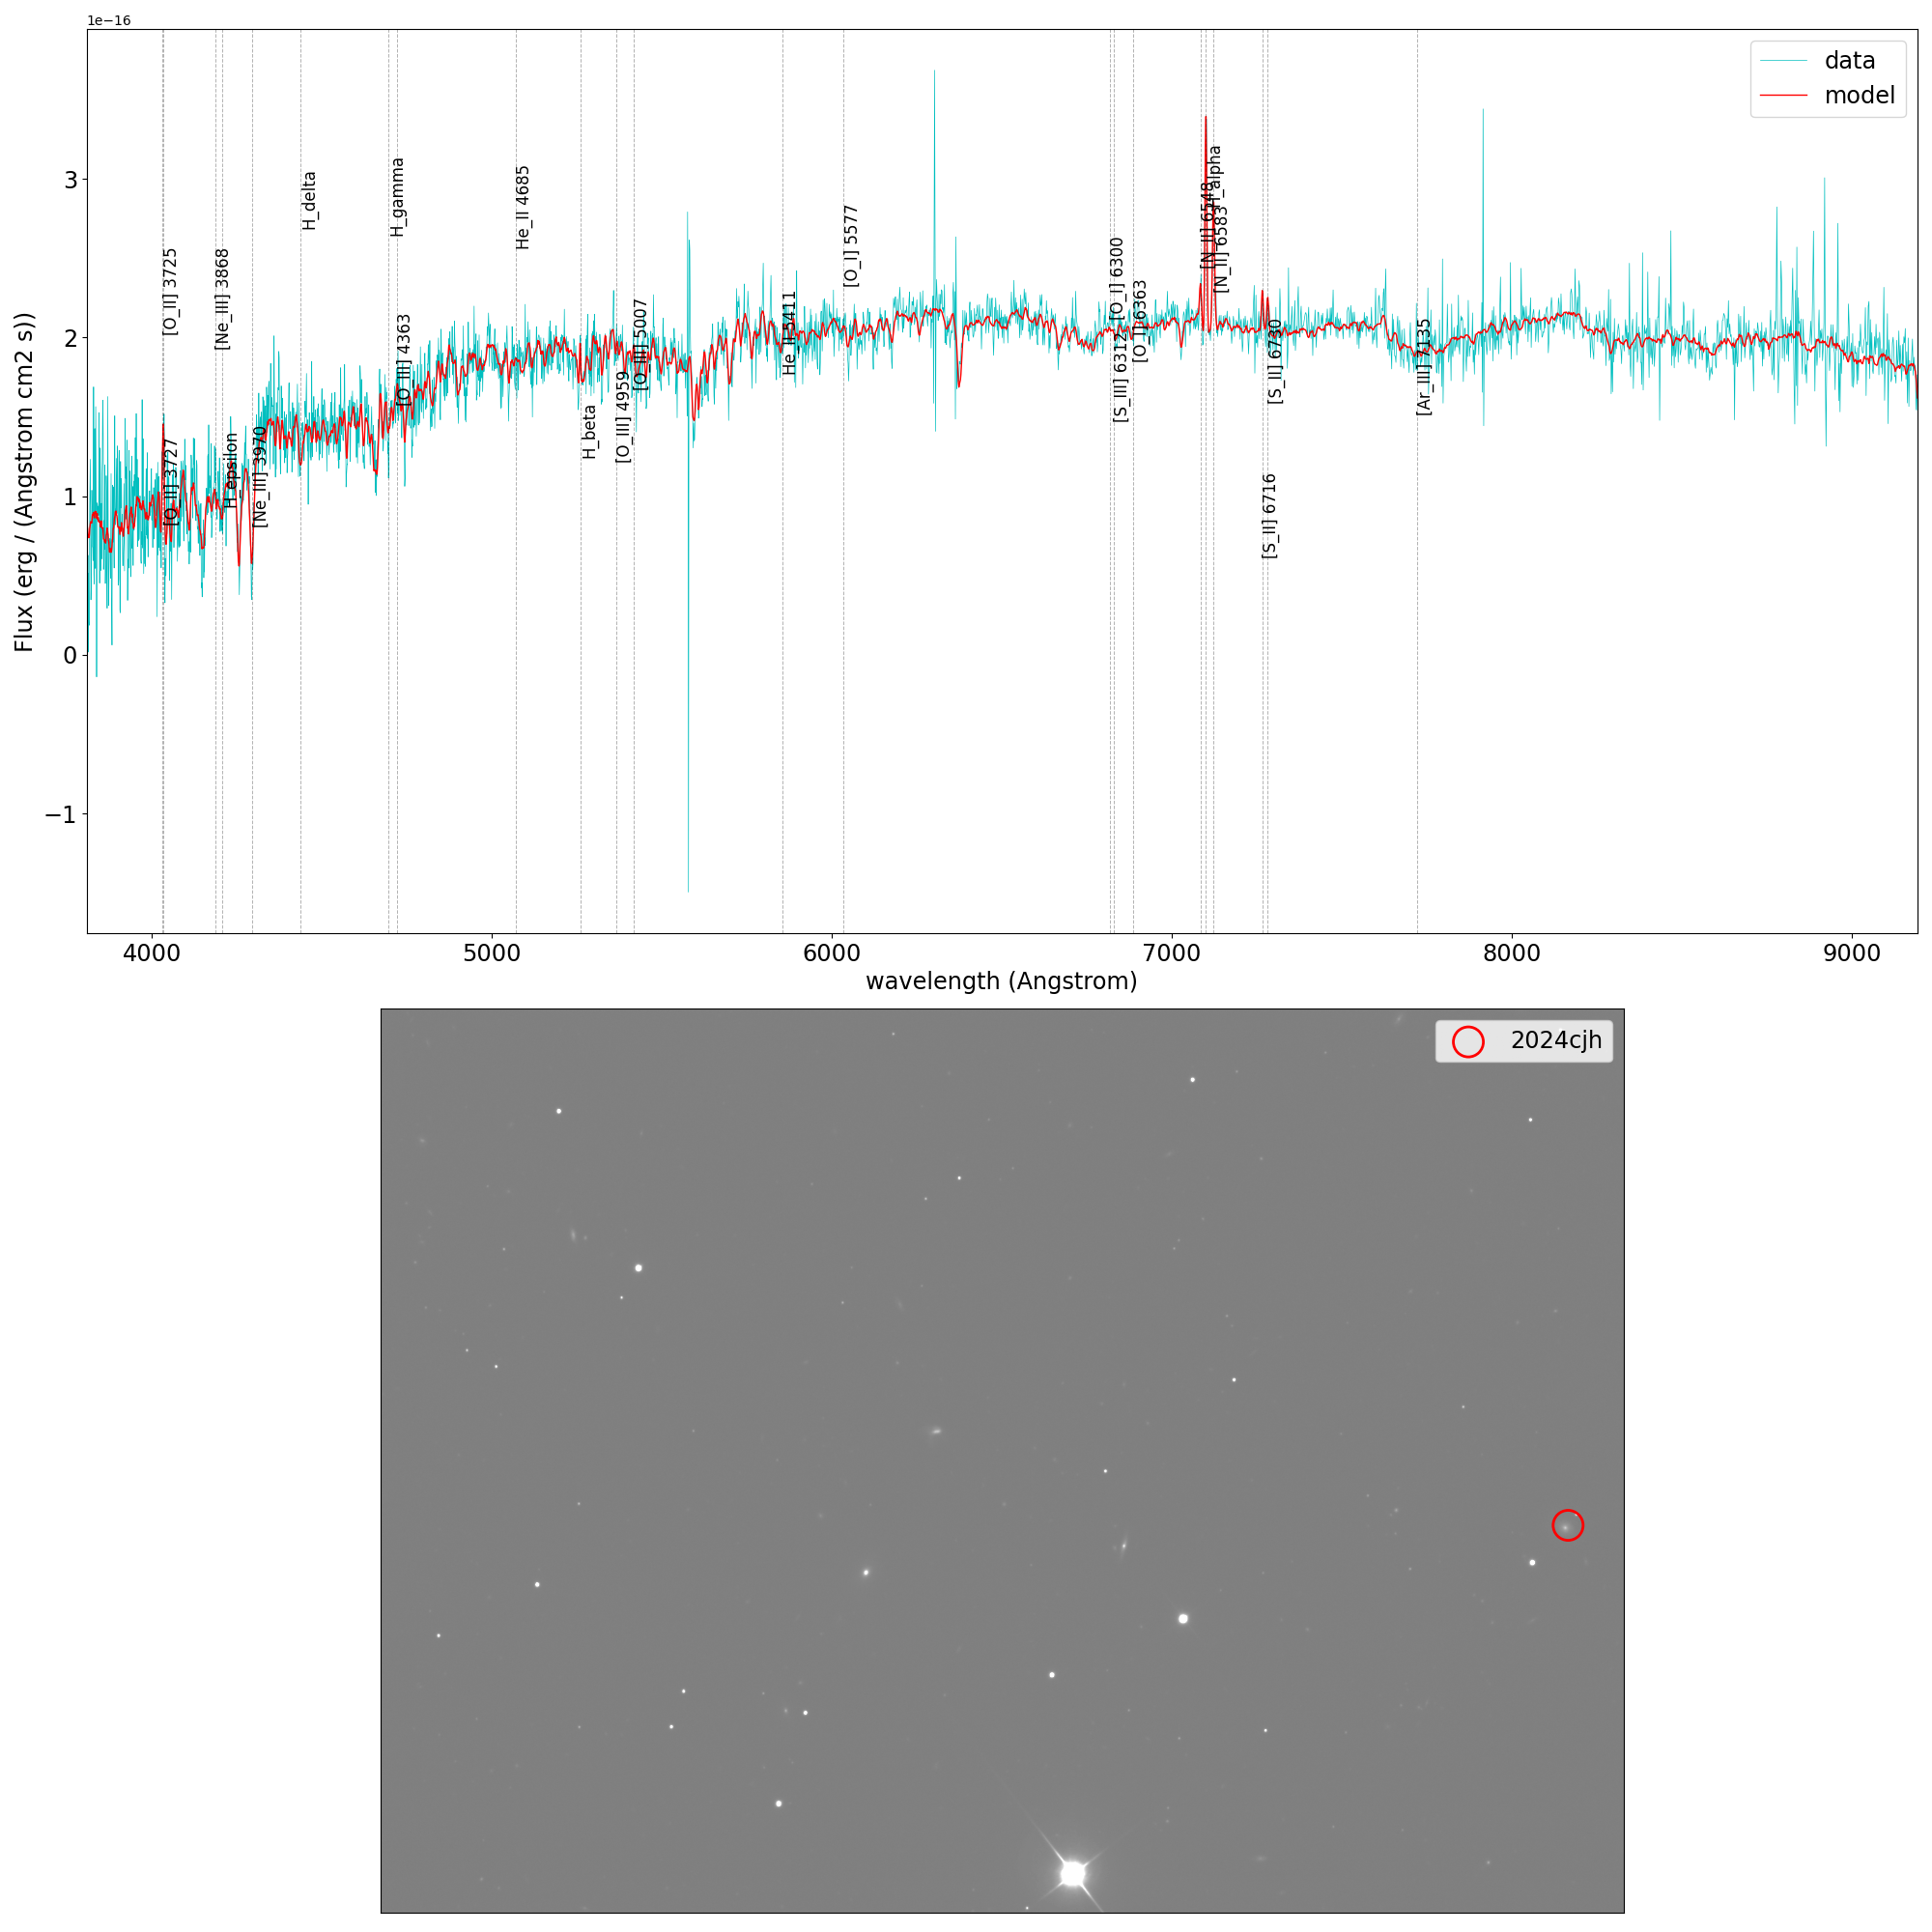 1e−16
data
model
3
2
1
0
−1
Flux (erg / (Angstrom cm2 s))
[O_II] 3725
[O_II] 3727
[Ne_III] 3868
H_epsilon
[Ne_III] 3970
H_delta
H_gamma
[O_III] 4363
He_II 4685
H_beta
[O_III] 4959
[O_III] 5007
He_II 5411
[O_I] 5577
[S_III] 6312
[O_I] 6300
[O_I] 6363
[N_II] 6548
H_alpha
[N_II] 6583
[S_II] 6716
[S_II] 6730
[Ar_III] 7135
4000 5000 6000 7000 8000 9000
wavelength (Angstrom)
2024cjh